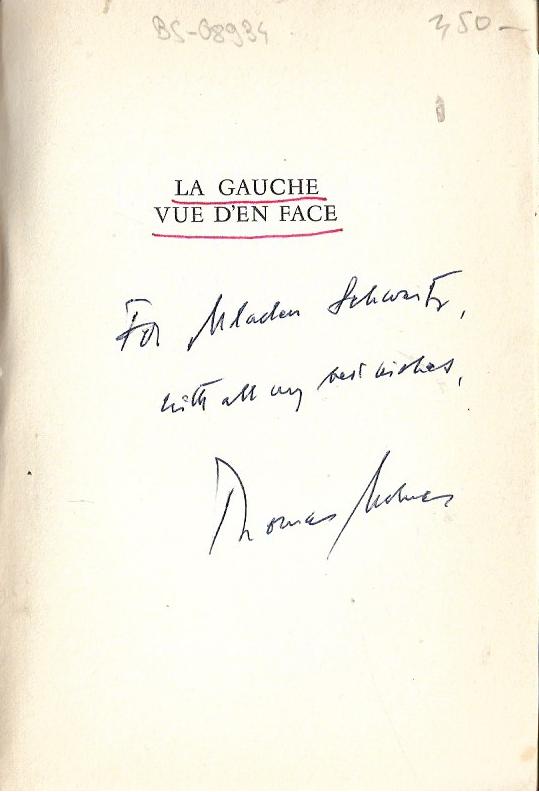 BS-08934
350-
LA GAUCHE
VUE D'EN FACE
For Mladen Schwartz,
with all my best wishes,
Thomas Molnar